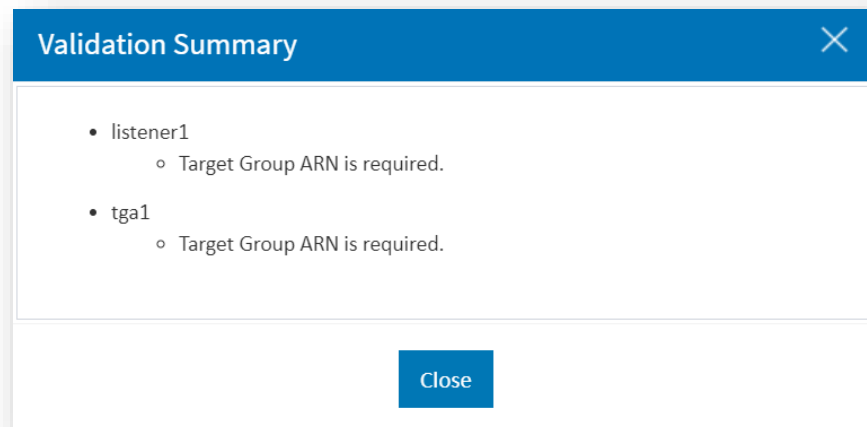 Validation Summary
• listener1
○ Target Group ARN is required.
• tga1
○ Target Group ARN is required.
Close